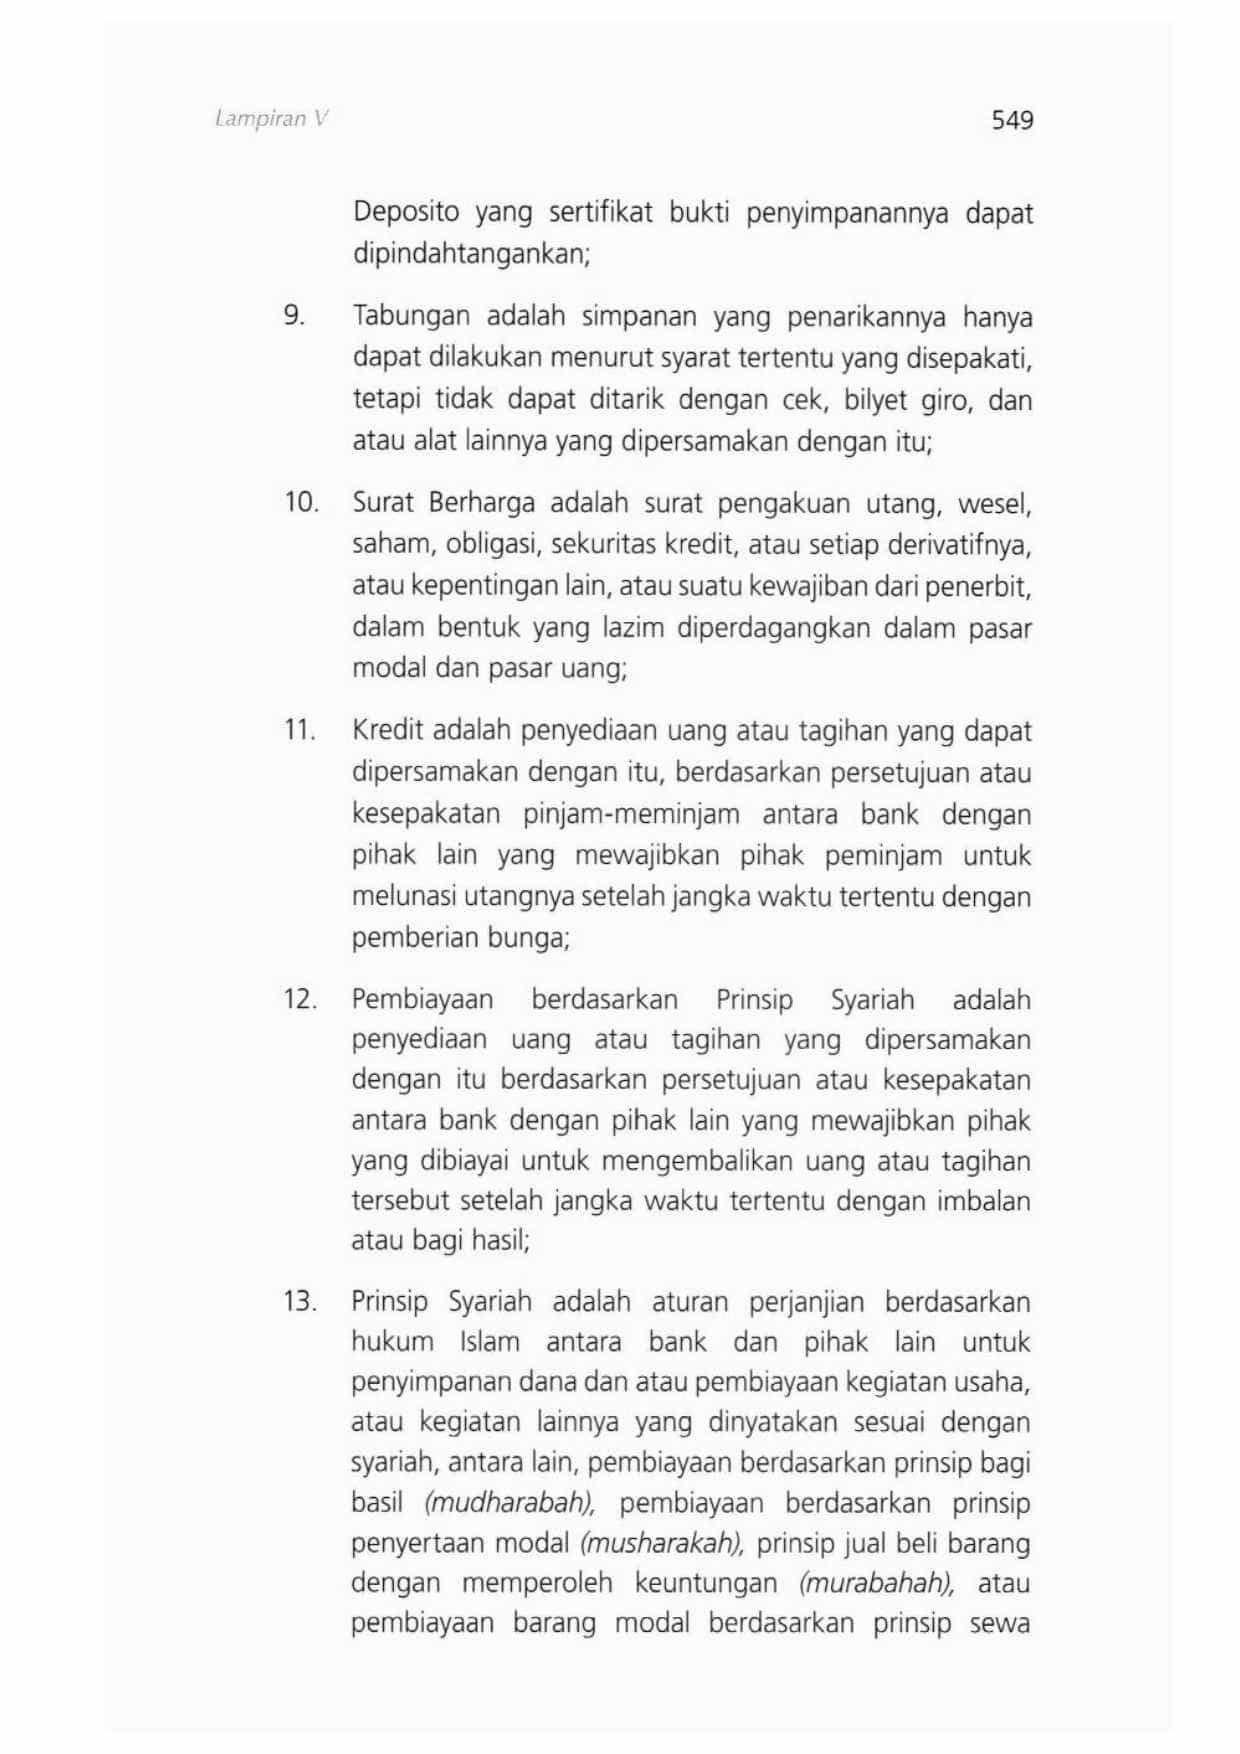 Lampiran V
549
Deposito yang sertifikat bukti penyimpanannya dapat
dipindahtangankan;
9. Tabungan adalah simpanan yang penarikannya hanya
dapat dilakukan menurut syarat tertentu yang disepakati,
tetapi tidak dapat ditarik dengan cek, bilyet giro, dan
atau alat lainnya yang dipersamakan dengan itu;
10. Surat Berharga adalah surat pengakuan utang, wesel,
saham, obligasi, sekuritas kredit, atau setiap derivatifnya,
atau kepentingan lain, atau suatu kewajiban dari penerbit,
dalam bentuk yang lazim diperdagangkan dalam pasar
modal dan pasar uang;
11. Kredit adalah penyediaan uang atau tagihan yang dapat
dipersamakan dengan itu, berdasarkan persetujuan atau
kesepakatan pinjam-meminjam antara bank dengan
pihak lain yang mewajibkan pihak peminjam untuk
melunasi utangnya setelah jangka waktu tertentu dengan
pemberian bunga;
12. Pembiayaan berdasarkan Prinsip Syariah adalah
penyediaan uang atau tagihan yang dipersamakan
dengan itu berdasarkan persetujuan atau kesepakatan
antara bank dengan pihak lain yang mewajibkan pihak
yang dibiayai untuk mengembalikan uang atau tagihan
tersebut setelah jangka waktu tertentu dengan imbalan
atau bagi hasil;
13. Prinsip Syariah adalah aturan perjanjian berdasarkan
hukum Islam antara bank dan pihak lain untuk
penyimpanan dana dan atau pembiayaan kegiatan usaha,
atau kegiatan lainnya yang dinyatakan sesuai dengan
syariah, antara lain, pembiayaan berdasarkan prinsip bagi
basil (mudharabah), pembiayaan berdasarkan prinsip
penyertaan modal (musharakah), prinsip jual beli barang
dengan memperoleh keuntungan (murabahah), atau
pembiayaan barang modal berdasarkan prinsip sewa